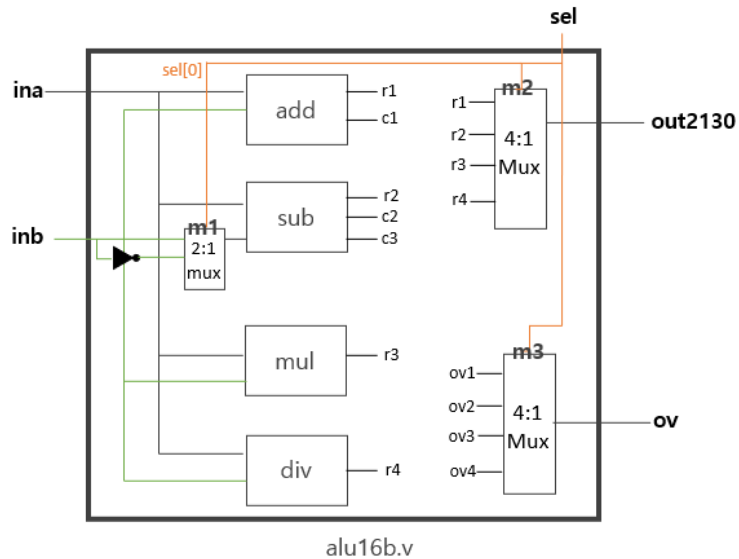 sel
sel[0]
ina
add
r1
c1
m2
r1
r2
r3
r4
4:1
Mux
out2130
inb
m1
2:1
mux
sub
r2
c2
c3
mul
r3
m3
ov1
ov2
ov3
ov4
4:1
Mux
ov
div
r4
alu16b.v